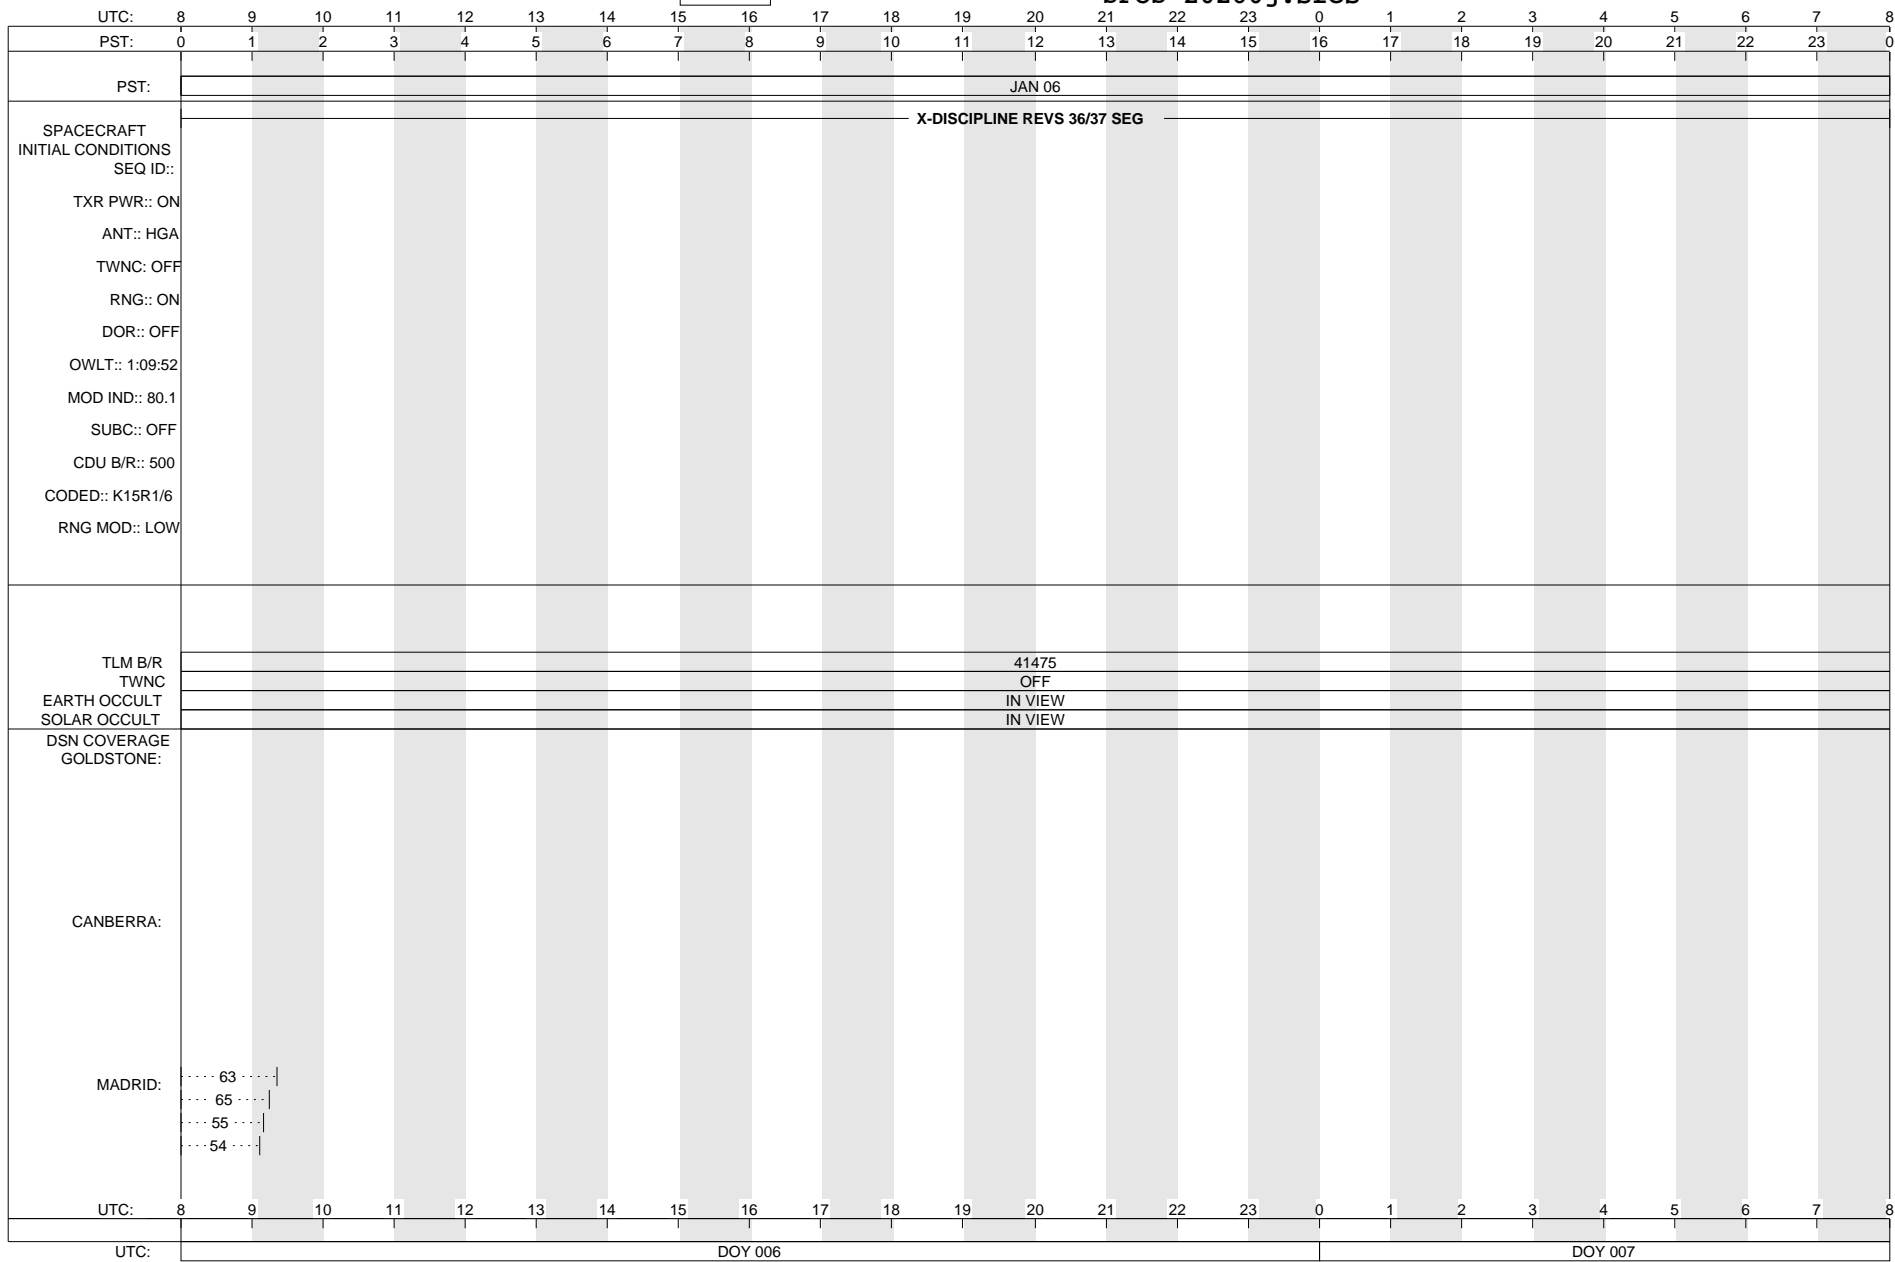 UTC: 8 9 10 11 12 13 14 15 16 17 18 19 20 21 22 23 0 1 2 3 4 5 6 7 8
PST: 0 1 2 3 4 5 6 7 8 9 10 11 12 13 14 15 16 17 18 19 20 21 22 23 0
PST: JAN 06
X-DISCIPLINE REVS 36/37 SEG
SPACECRAFT
INITIAL CONDITIONS
SEQ ID::
TXR PWR:: ON
ANT:: HGA
TWNC: OFF
RNG:: ON
DOR:: OFF
OWLT:: 1:09:52
MOD IND:: 80.1
SUBC:: OFF
CDU B/R:: 500
CODED:: K15R1/6
RNG MOD:: LOW
TLM B/R 41475
TWNC OFF
EARTH OCCULT IN VIEW
SOLAR OCCULT IN VIEW
DSN COVERAGE
GOLDSTONE:
CANBERRA:
MADRID: 63
65
55
54
UTC: 8 9 10 11 12 13 14 15 16 17 18 19 20 21 22 23 0 1 2 3 4 5 6 7 8
UTC: DOY 006 DOY 007